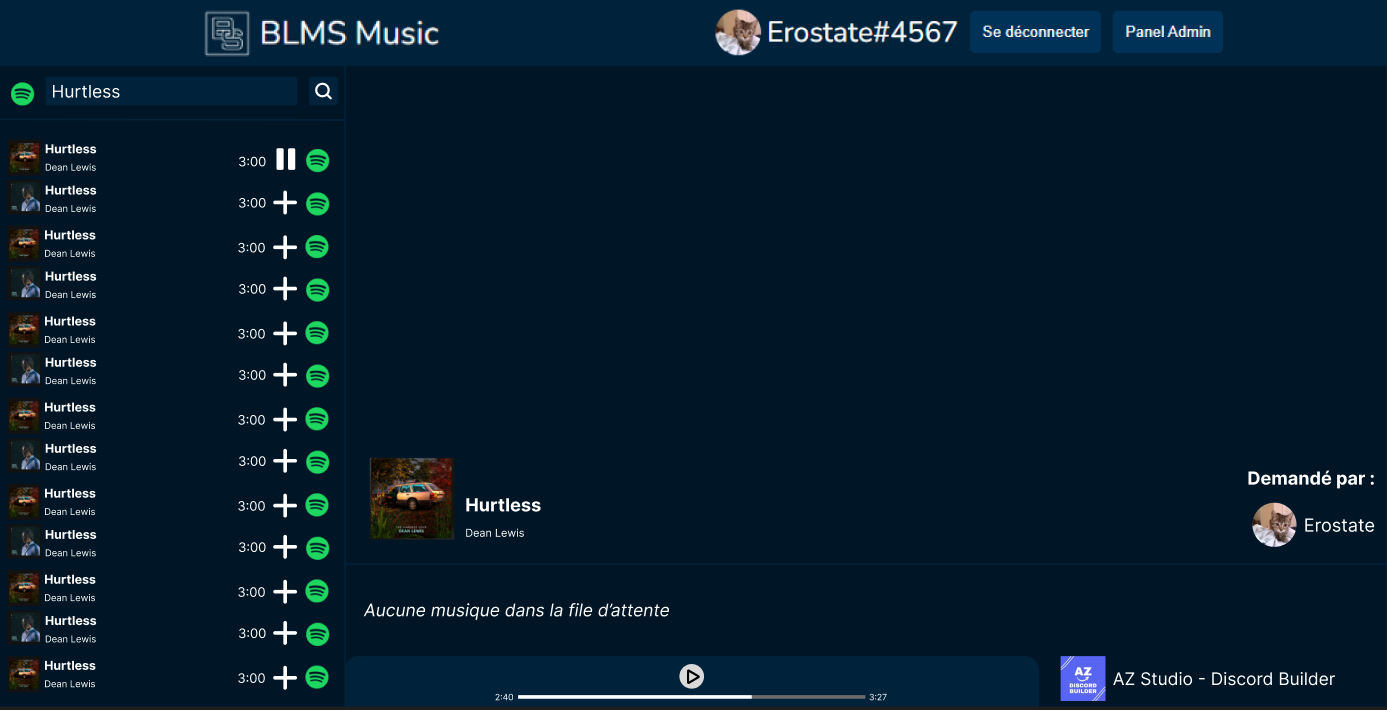 BLMS Music
Erostate#4567
Se déconnecter
Panel Admin
Hurtless
Hurtless
Dean Lewis
3:00
Hurtless
Dean Lewis
3:00
Hurtless
Dean Lewis
3:00
Hurtless
Dean Lewis
3:00
Hurtless
Dean Lewis
3:00
Hurtless
Dean Lewis
3:00
Hurtless
Dean Lewis
3:00
Hurtless
Dean Lewis
3:00
Hurtless
Dean Lewis
3:00
Hurtless
Dean Lewis
3:00
Hurtless
Dean Lewis
3:00
Hurtless
Dean Lewis
3:00
Hurtless
Dean Lewis
3:00
DEAN LEWIS
Hurtless
Dean Lewis
Demandé par :
Erostate
Aucune musique dans la file d’attente
2:40
3:27
AZ
DISCORD
BUILDER
AZ Studio - Discord Builder